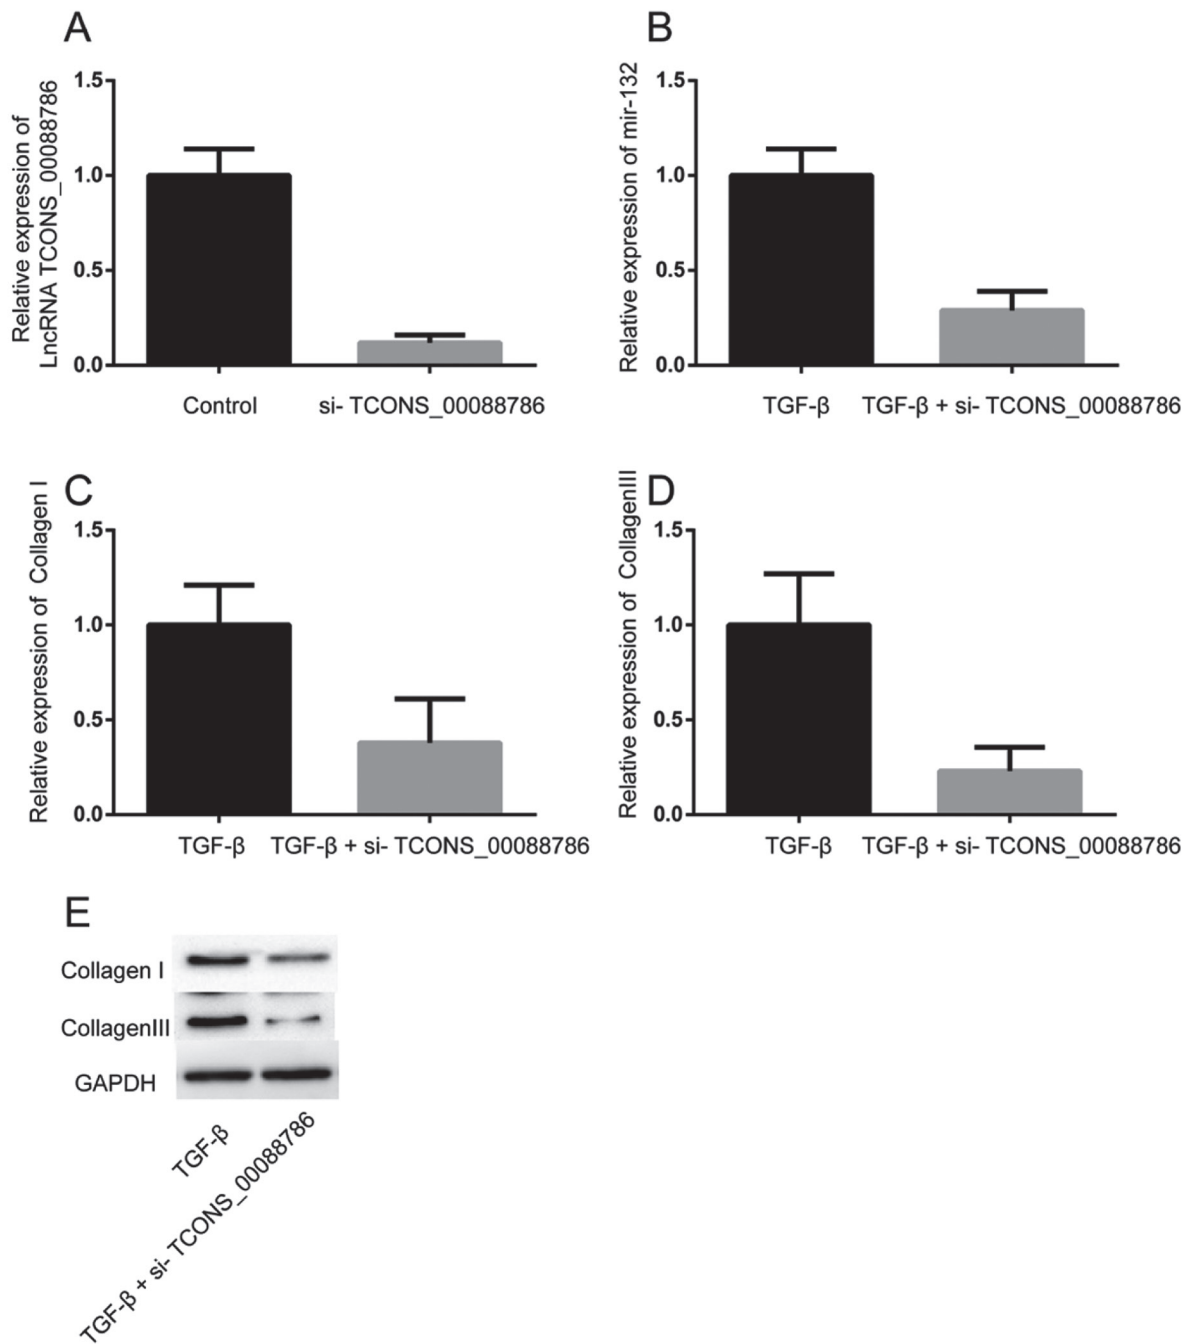 A
Relative expression of
LncRNA TCONS_00088786
1.5
1.0
0.5
0.0
Control
si- TCONS_00088786
B
Relative expression of mir-132
1.5
1.0
0.5
0.0
TGF-β
TGF-β + si- TCONS_00088786
C
Relative expression of Collagen I
1.5
1.0
0.5
0.0
TGF-β
TGF-β + si- TCONS_00088786
D
Relative expression of CollagenIII
1.5
1.0
0.5
0.0
TGF-β
TGF-β + si- TCONS_00088786
E
Collagen I
CollagenIII
GAPDH
TGF-β
TGF-β + si- TCONS_00088786